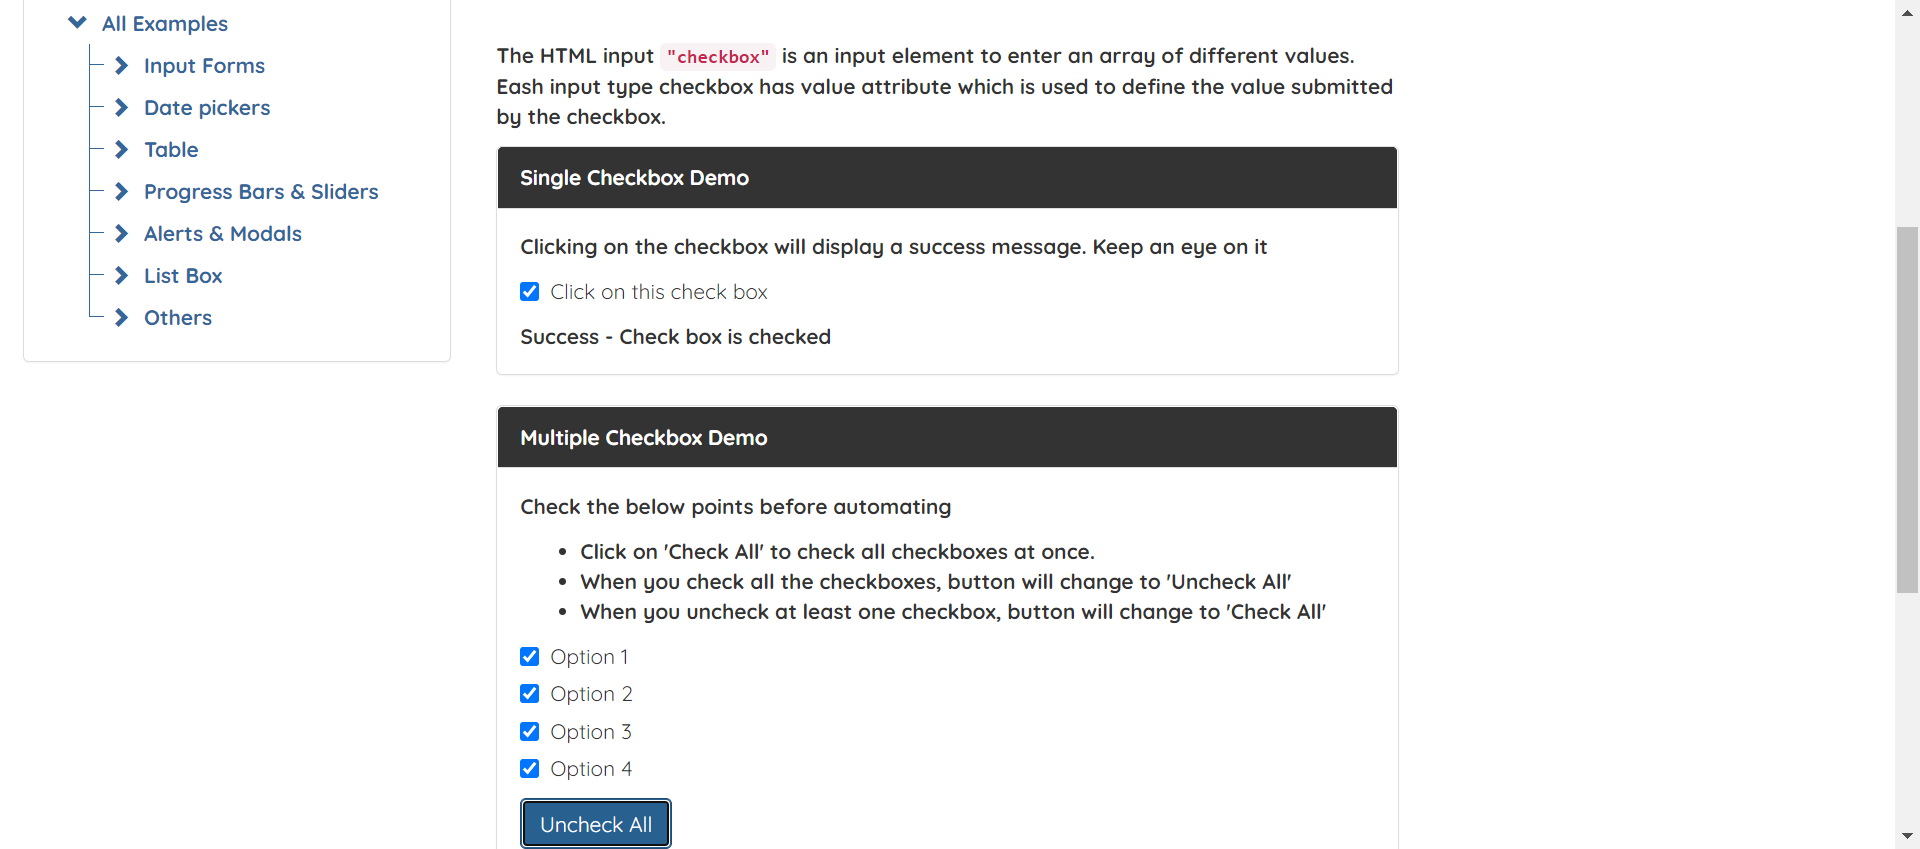 All Examples
Input Forms
Date pickers
Table
Progress Bars & Sliders
Alerts & Modals
List Box
Others
The HTML input "checkbox" is an input element to enter an array of different values.
Eash input type checkbox has value attribute which is used to define the value submitted
by the checkbox.
Single Checkbox Demo
Clicking on the checkbox will display a success message. Keep an eye on it
Click on this check box
Success - Check box is checked
Multiple Checkbox Demo
Check the below points before automating
Click on 'Check All' to check all checkboxes at once.
When you check all the checkboxes, button will change to 'Uncheck All'
When you uncheck at least one checkbox, button will change to 'Check All'
Option 1
Option 2
Option 3
Option 4
Uncheck All